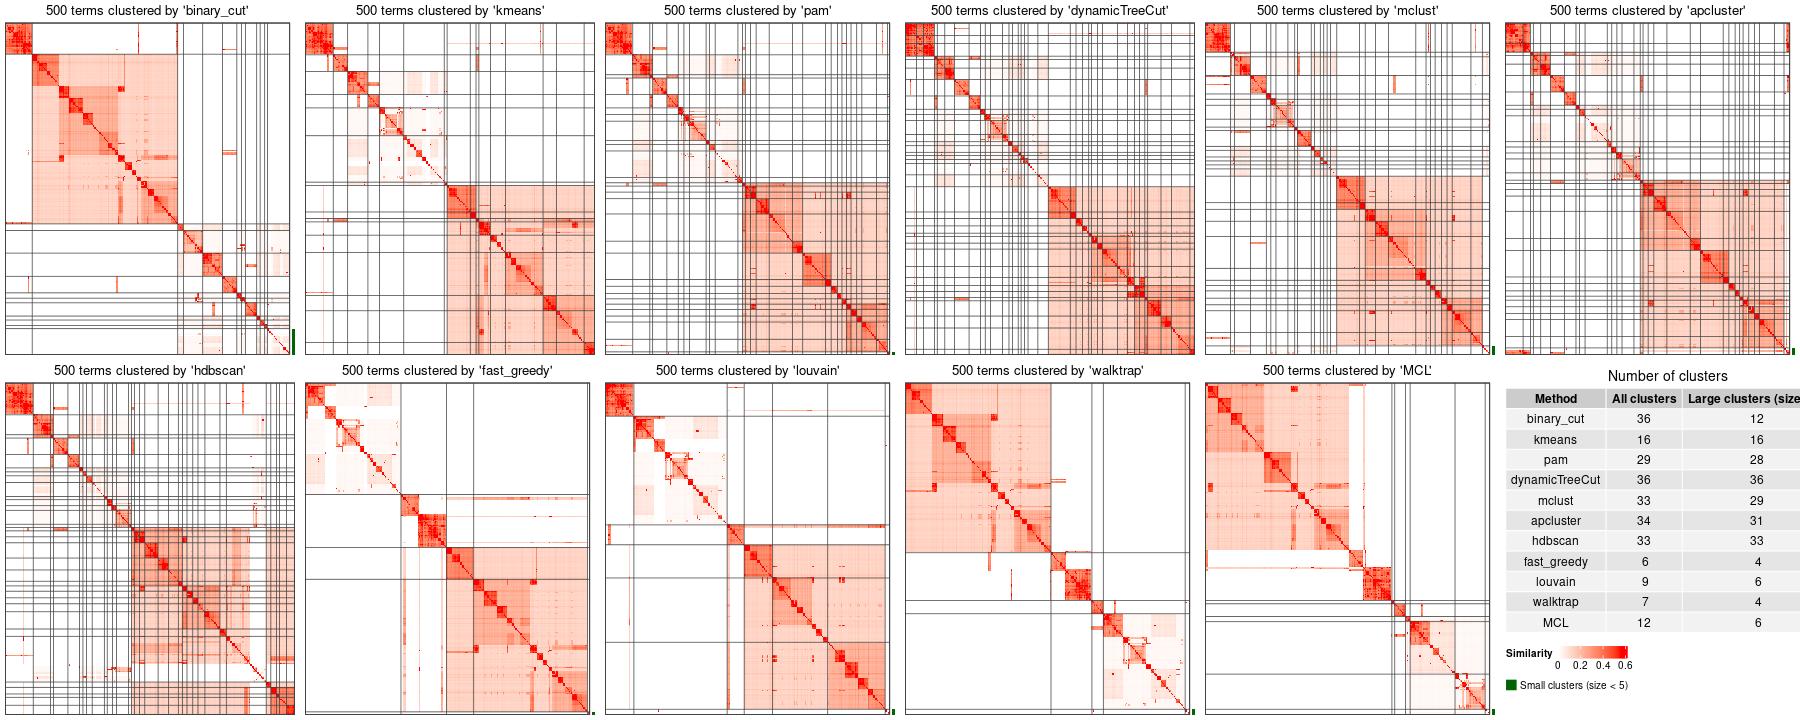 500 terms clustered by 'binary_cut'
500 terms clustered by 'kmeans'
500 terms clustered by 'pam'
500 terms clustered by 'dynamicTreeCut'
500 terms clustered by 'mclust'
500 terms clustered by 'apcluster'
500 terms clustered by 'hdbscan'
500 terms clustered by 'fast_greedy'
500 terms clustered by 'louvain'
500 terms clustered by 'walktrap'
500 terms clustered by 'MCL'
Number of clusters
Method All clusters Large clusters (size
binary_cut 36 12
kmeans 16 16
pam 29 28
dynamicTreeCut 36 36
mclust 33 29
apcluster 34 31
hdbscan 33 33
fast_greedy 6 4
louvain 9 6
walktrap 7 4
MCL 12 6
Similarity
0 0.2 0.4 0.6
Small clusters (size < 5)